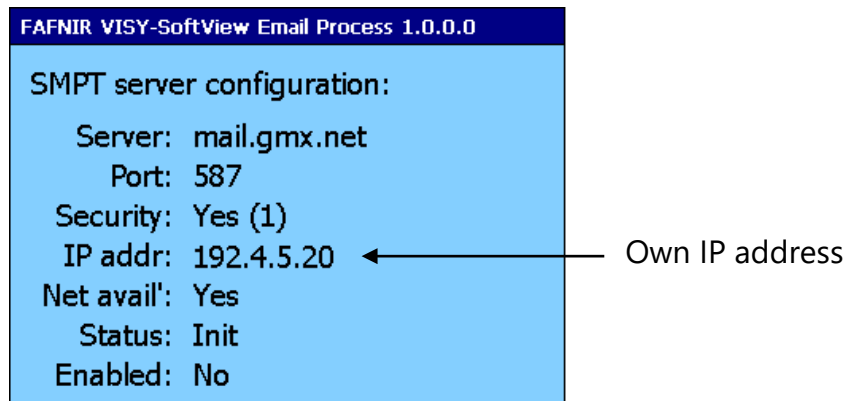 FAFNIR VISY-SoftView Email Process 1.0.0.0
SMPT server configuration:
Server: mail.gmx.net
Port: 587
Security: Yes (1)
IP addr: 192.4.5.20
Own IP address
Net avail': Yes
Status: Init
Enabled: No